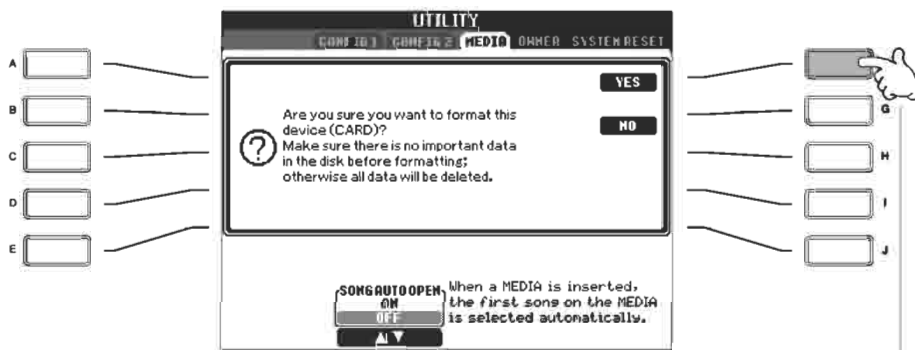 UTILITY
CONFIG 1 CONFIG 2 MEDIA OWNER SYSTEM RESET
A
YES
B
Are you sure you want to format this
device (CARD)?
NO
G
?
Make sure there is no important data
C
in the disk before formatting;
H
otherwise all data will be deleted.
D
I
E
J
SONG AUTO OPEN
ON
OFF
When a MEDIA is inserted,
the first song on the MEDIA
is selected automatically.